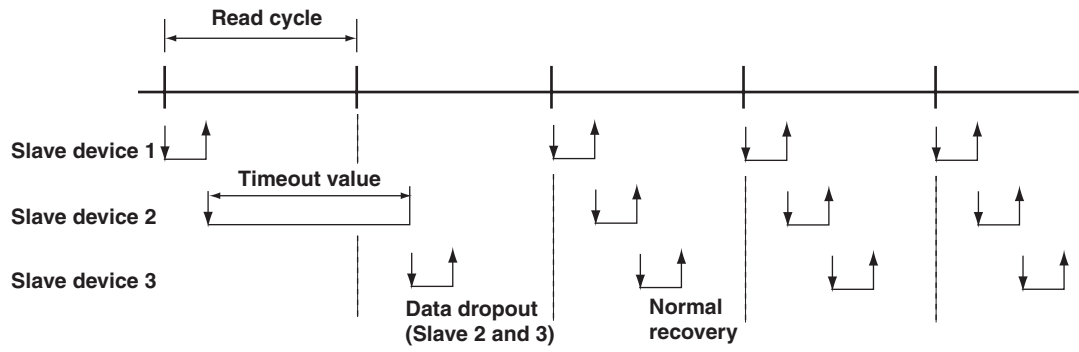 Read cycle
Slave device 1
Timeout value
Slave device 2
Slave device 3
Data dropout
(Slave 2 and 3)
Normal
recovery